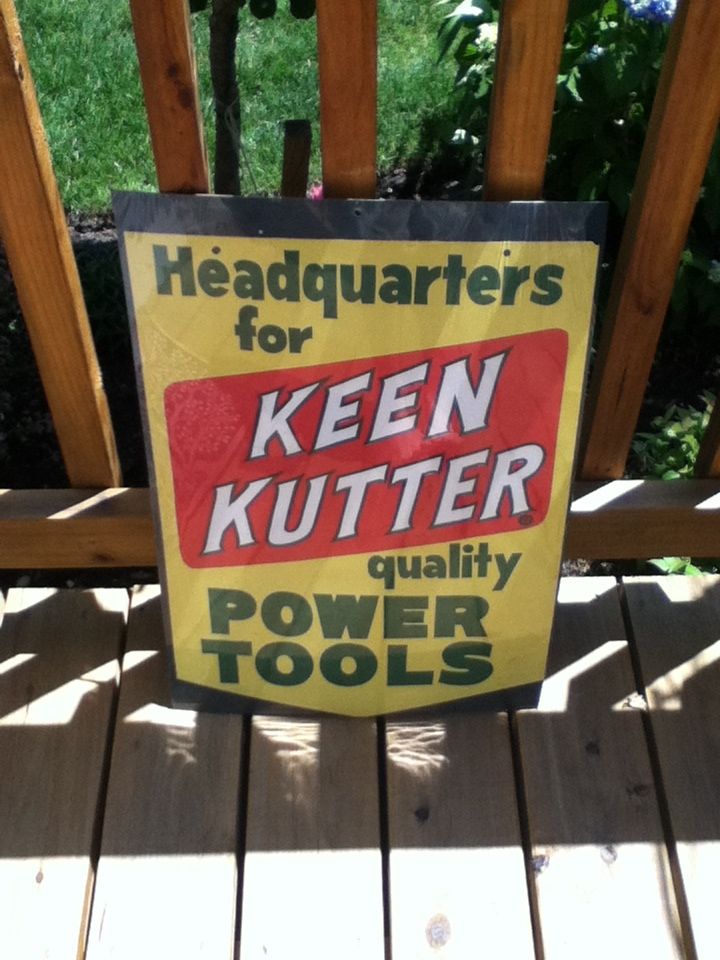 Headquarters
for
KEEN
KUTTER
quality
POWER
TOOLS